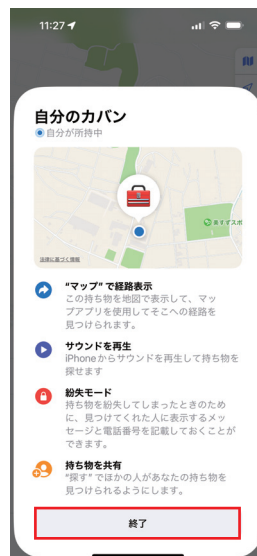 11:27
自分のカバン
自分が所持中
あすすスポ
法律に基づく情報
“マップ”で経路表示
この持ち物を地図で表示して、マッ
プアプリを使用してそこへの経路を
見つけられます。
サウンドを再生
iPhoneからサウンドを再生して持ち物を
探せます
紛失モード
持ち物を紛失してしまったときのため
に、見つけてくれた人に表示するメッ
セージと電話番号を記載しておくことが
できます。
持ち物を共有
“探す”でほかの人があなたの持ち物を
見つけられるようにします。
終了